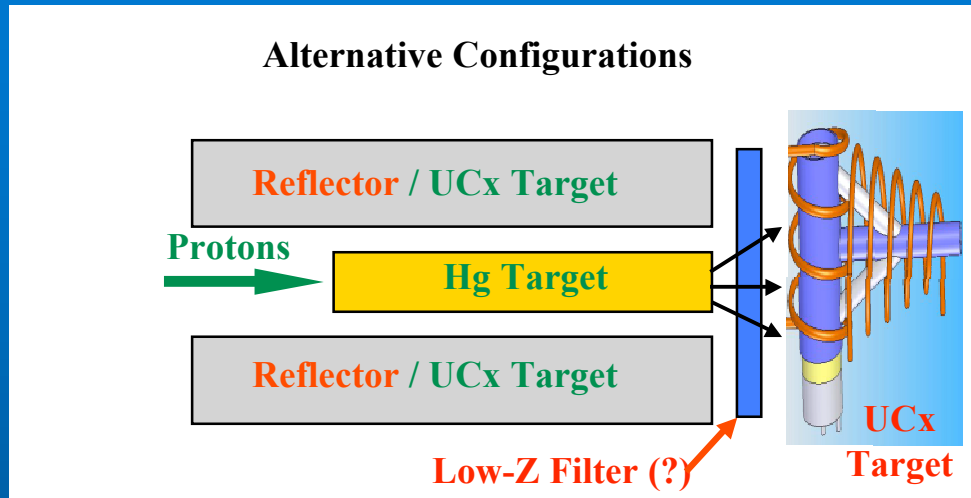 Alternative Configurations
Reflector / UCx Target
Protons
Hg Target
Reflector / UCx Target
UCx
Target
Low-Z Filter (?)